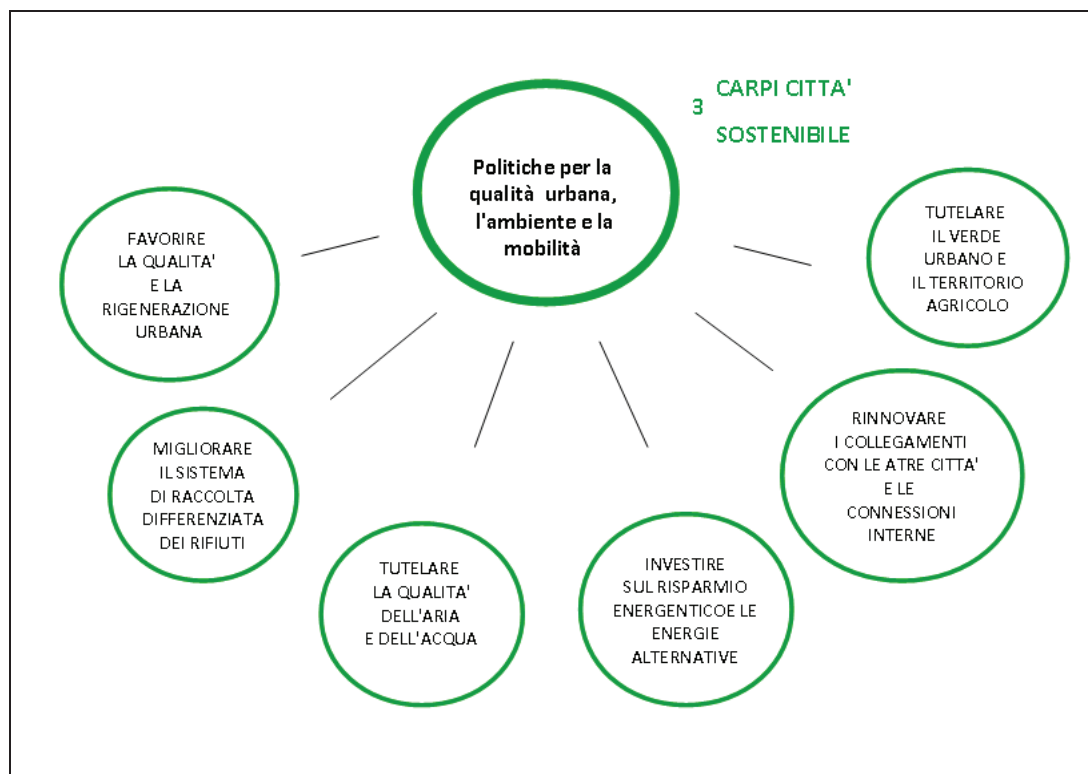 3
CARPI CITTA'
SOSTENIBILE
Politiche per la
qualità urbana,
l'ambiente e la
mobilità
FAVORIRE
LA QUALITA'
E LA
RIGENERAZIONE
URBANA
MIGLIORARE
IL SISTEMA
DI RACCOLTA
DIFFERENZIATA
DEI RIFIUTI
TUTELARE
LA QUALITA'
DELL'ARIA
E DELL'ACQUA
INVESTIRE
SUL RISPARMIO
ENERGENTICOE LE
ENERGIE
ALTERNATIVE
RINNOVARE
I COLLEGAMENTI
CON LE ATRE CITTA'
E LE
CONNESSIONI
INTERNE
TUTELARE
IL VERDE
URBANO E
IL TERRITORIO
AGRICOLO